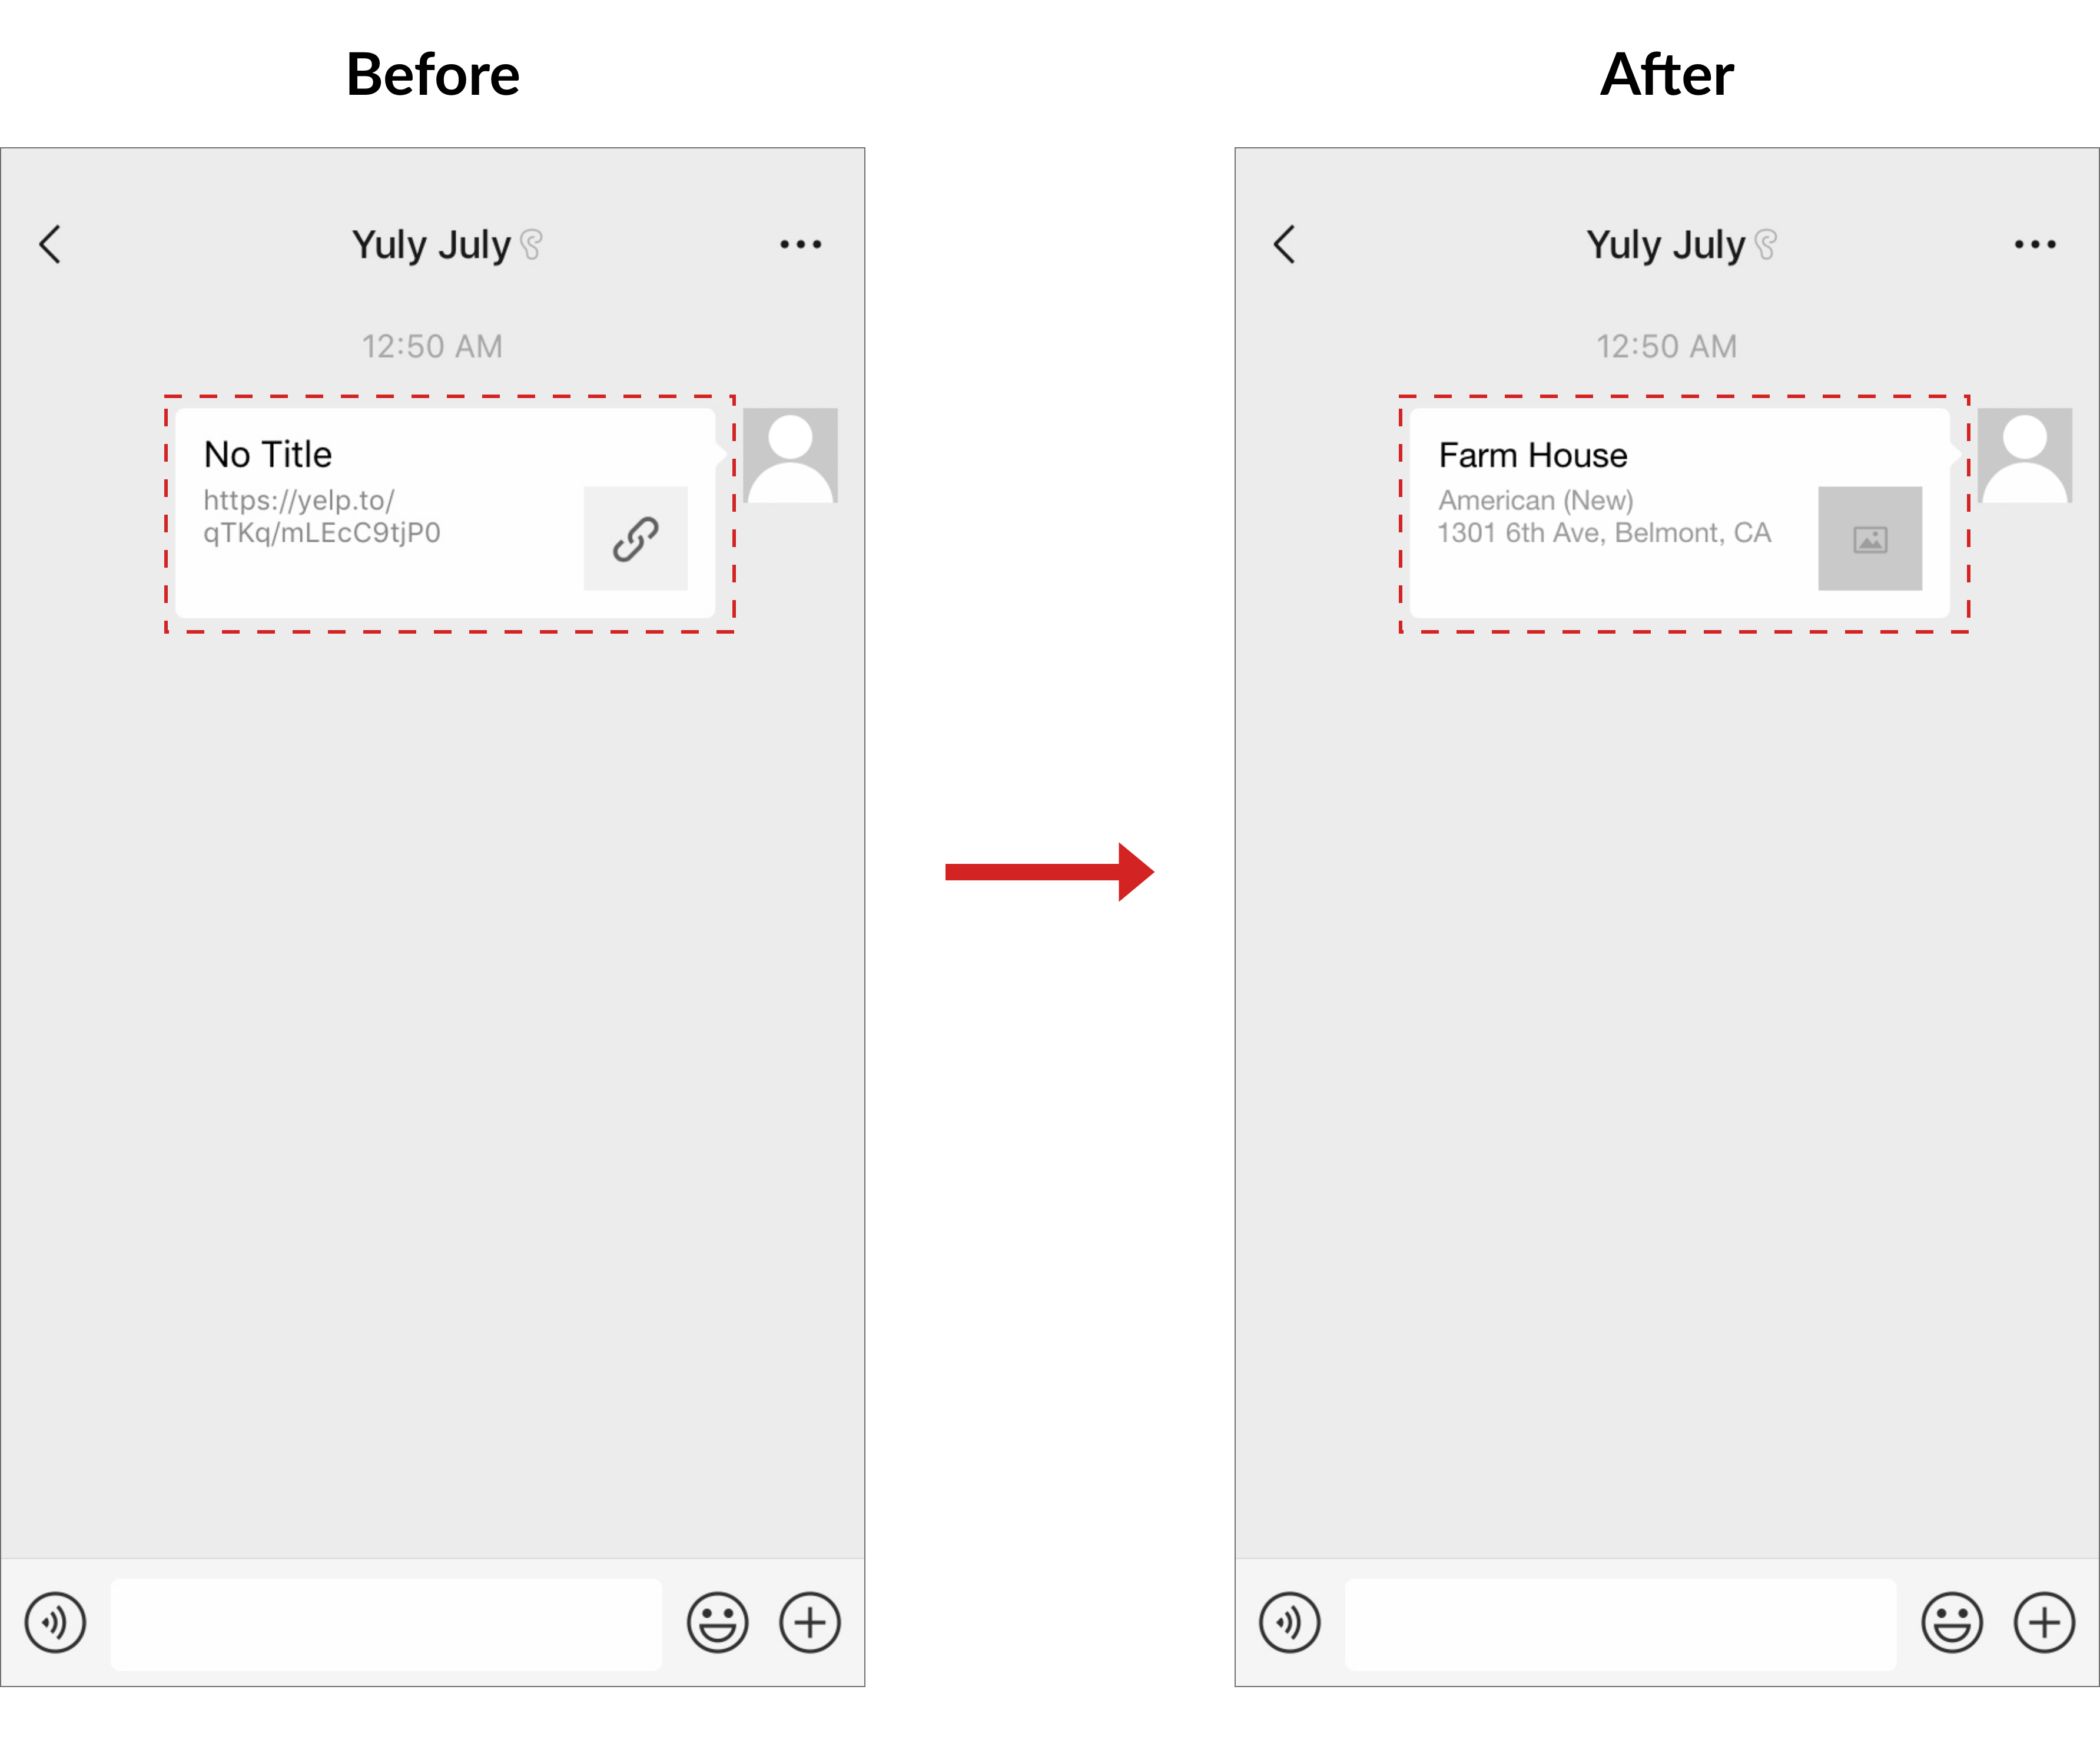 Before
Yuly July
12:50 AM
No Title
https://yelp.to/
qTKq/mLEcC9tjP0
After
Yuly July
12:50 AM
Farm House
American (New)
1301 6th Ave, Belmont, CA